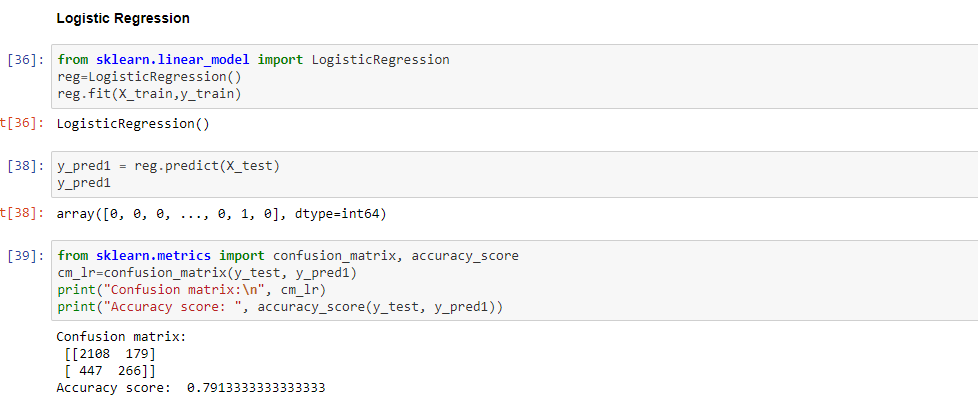 Logistic Regression
[36]: from sklearn.linear_model import LogisticRegression
reg=LogisticRegression()
reg.fit(X_train,y_train)
t[36]: LogisticRegression()
[38]: y_pred1 = reg.predict(X_test)
y_pred1
t[38]: array([0, 0, 0, ..., 0, 1, 0], dtype=int64)
[39]: from sklearn.metrics import confusion_matrix, accuracy_score
cm_lr=confusion_matrix(y_test, y_pred1)
print("Confusion matrix:\n", cm_lr)
print("Accuracy score: ", accuracy_score(y_test, y_pred1))
Confusion matrix:
[[2108  179]
[ 447  266]]
Accuracy score:  0.7913333333333333